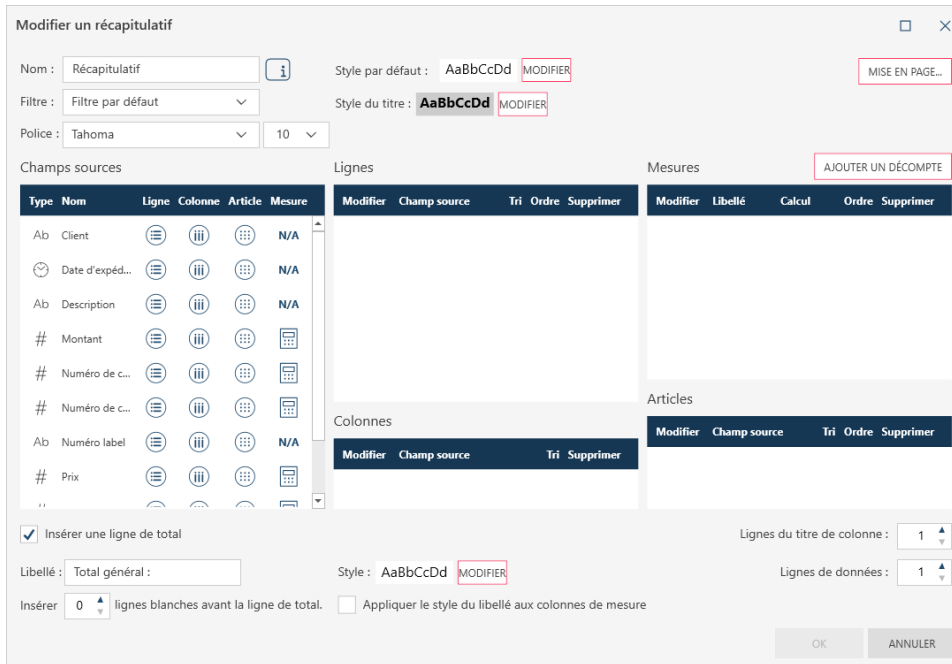 Modifier un récapitulatif
Nom : Récapitulatif i Style par défaut : AaBbCcDd MODIFIER MISE EN PAGE...
Filtre : Filtre par défaut Style du titre : AaBbCcDd MODIFIER
Police : Tahoma 10
Champs sources Lignes Mesures AJOUTER UN DÉCOMPTE
Type Nom Ligne Colonne Article Mesure Modifier Champ source Tri Ordre Supprimer Modifier Libellé Calcul Ordre Supprimer
Ab Client N/A
Date d'expéd... N/A
Ab Description N/A
# Montant
# Numéro de c...
# Numéro de c...
Articles
Colonnes
Modifier Champ source Tri Ordre Supprimer
Ab Numéro label N/A
Modifier Champ source Tri Supprimer
# Prix
Insérer une ligne de total Lignes du titre de colonne : 1
Libellé : Total général : Style : AaBbCcDd MODIFIER Lignes de données : 1
Insérer 0 lignes blanches avant la ligne de total. Appliquer le style du libellé aux colonnes de mesure
OK ANNULER